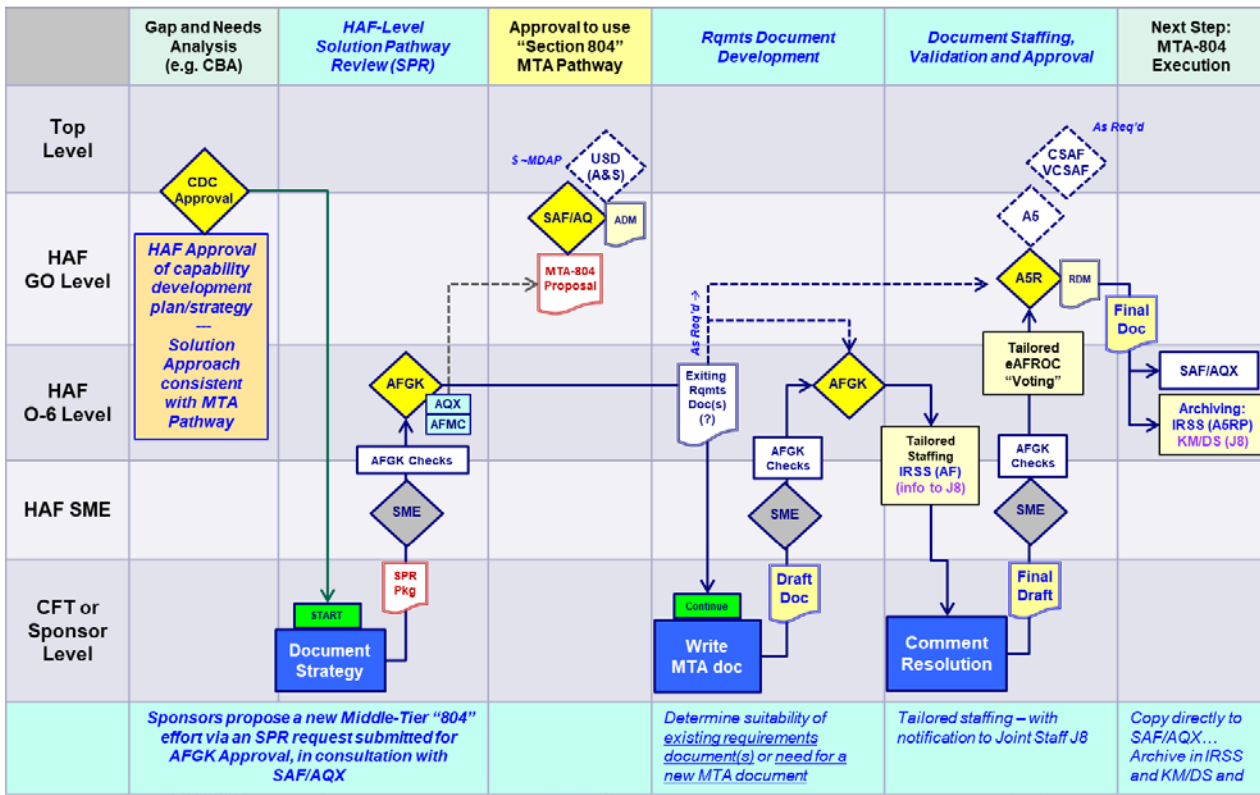 Gap and Needs
Analysis
(e.g. CBA)
HAF-Level
Solution Pathway
Review (SPR)
Approval to use
“Section 804”
MTA Pathway
Rqmts Document
Development
Document Staffing,
Validation and Approval
Next Step:
MTA-804
Execution
Top
Level
CDC
Approval
$ ~MDAP
USD
(A&S)
As Req'd
CSAF
VCSAF
HAF
GO Level
HAF Approval
of capability
development
plan/strategy
---
Solution
Approach
consistent
with MTA
Pathway
SAF/AQ
ADM
MTA-804
Proposal
As Req'd →
A5
A5R
RDM
Final
Doc
HAF
O-6 Level
AFGK
AQX
AFMC
AFGK Checks
Exiting
Rqmts
Doc(s)
(?)
AFGK
AFGK
Checks
Tailored
Staffing
IRSS (AF)
(info to J8)
Tailored
eAFROC
“Voting”
AFGK
Checks
SAF/AQX
Archiving:
IRSS (A5RP)
KM/DS (J8)
HAF SME
SME
SME
SME
CFT or
Sponsor
Level
START
Document
Strategy
SPR
Pkg
Continue
Write
MTA doc
Draft
Doc
Comment
Resolution
Final
Draft
Sponsors propose a new Middle-Tier “804”
effort via an SPR request submitted for
AFGK Approval, in consultation with
SAF/AQX
Determine suitability of
existing requirements
document(s) or need for a
new MTA document
Tailored staffing – with
notification to Joint Staff J8
Copy directly to
SAF/AQX…
Archive in IRSS
and KM/DS and